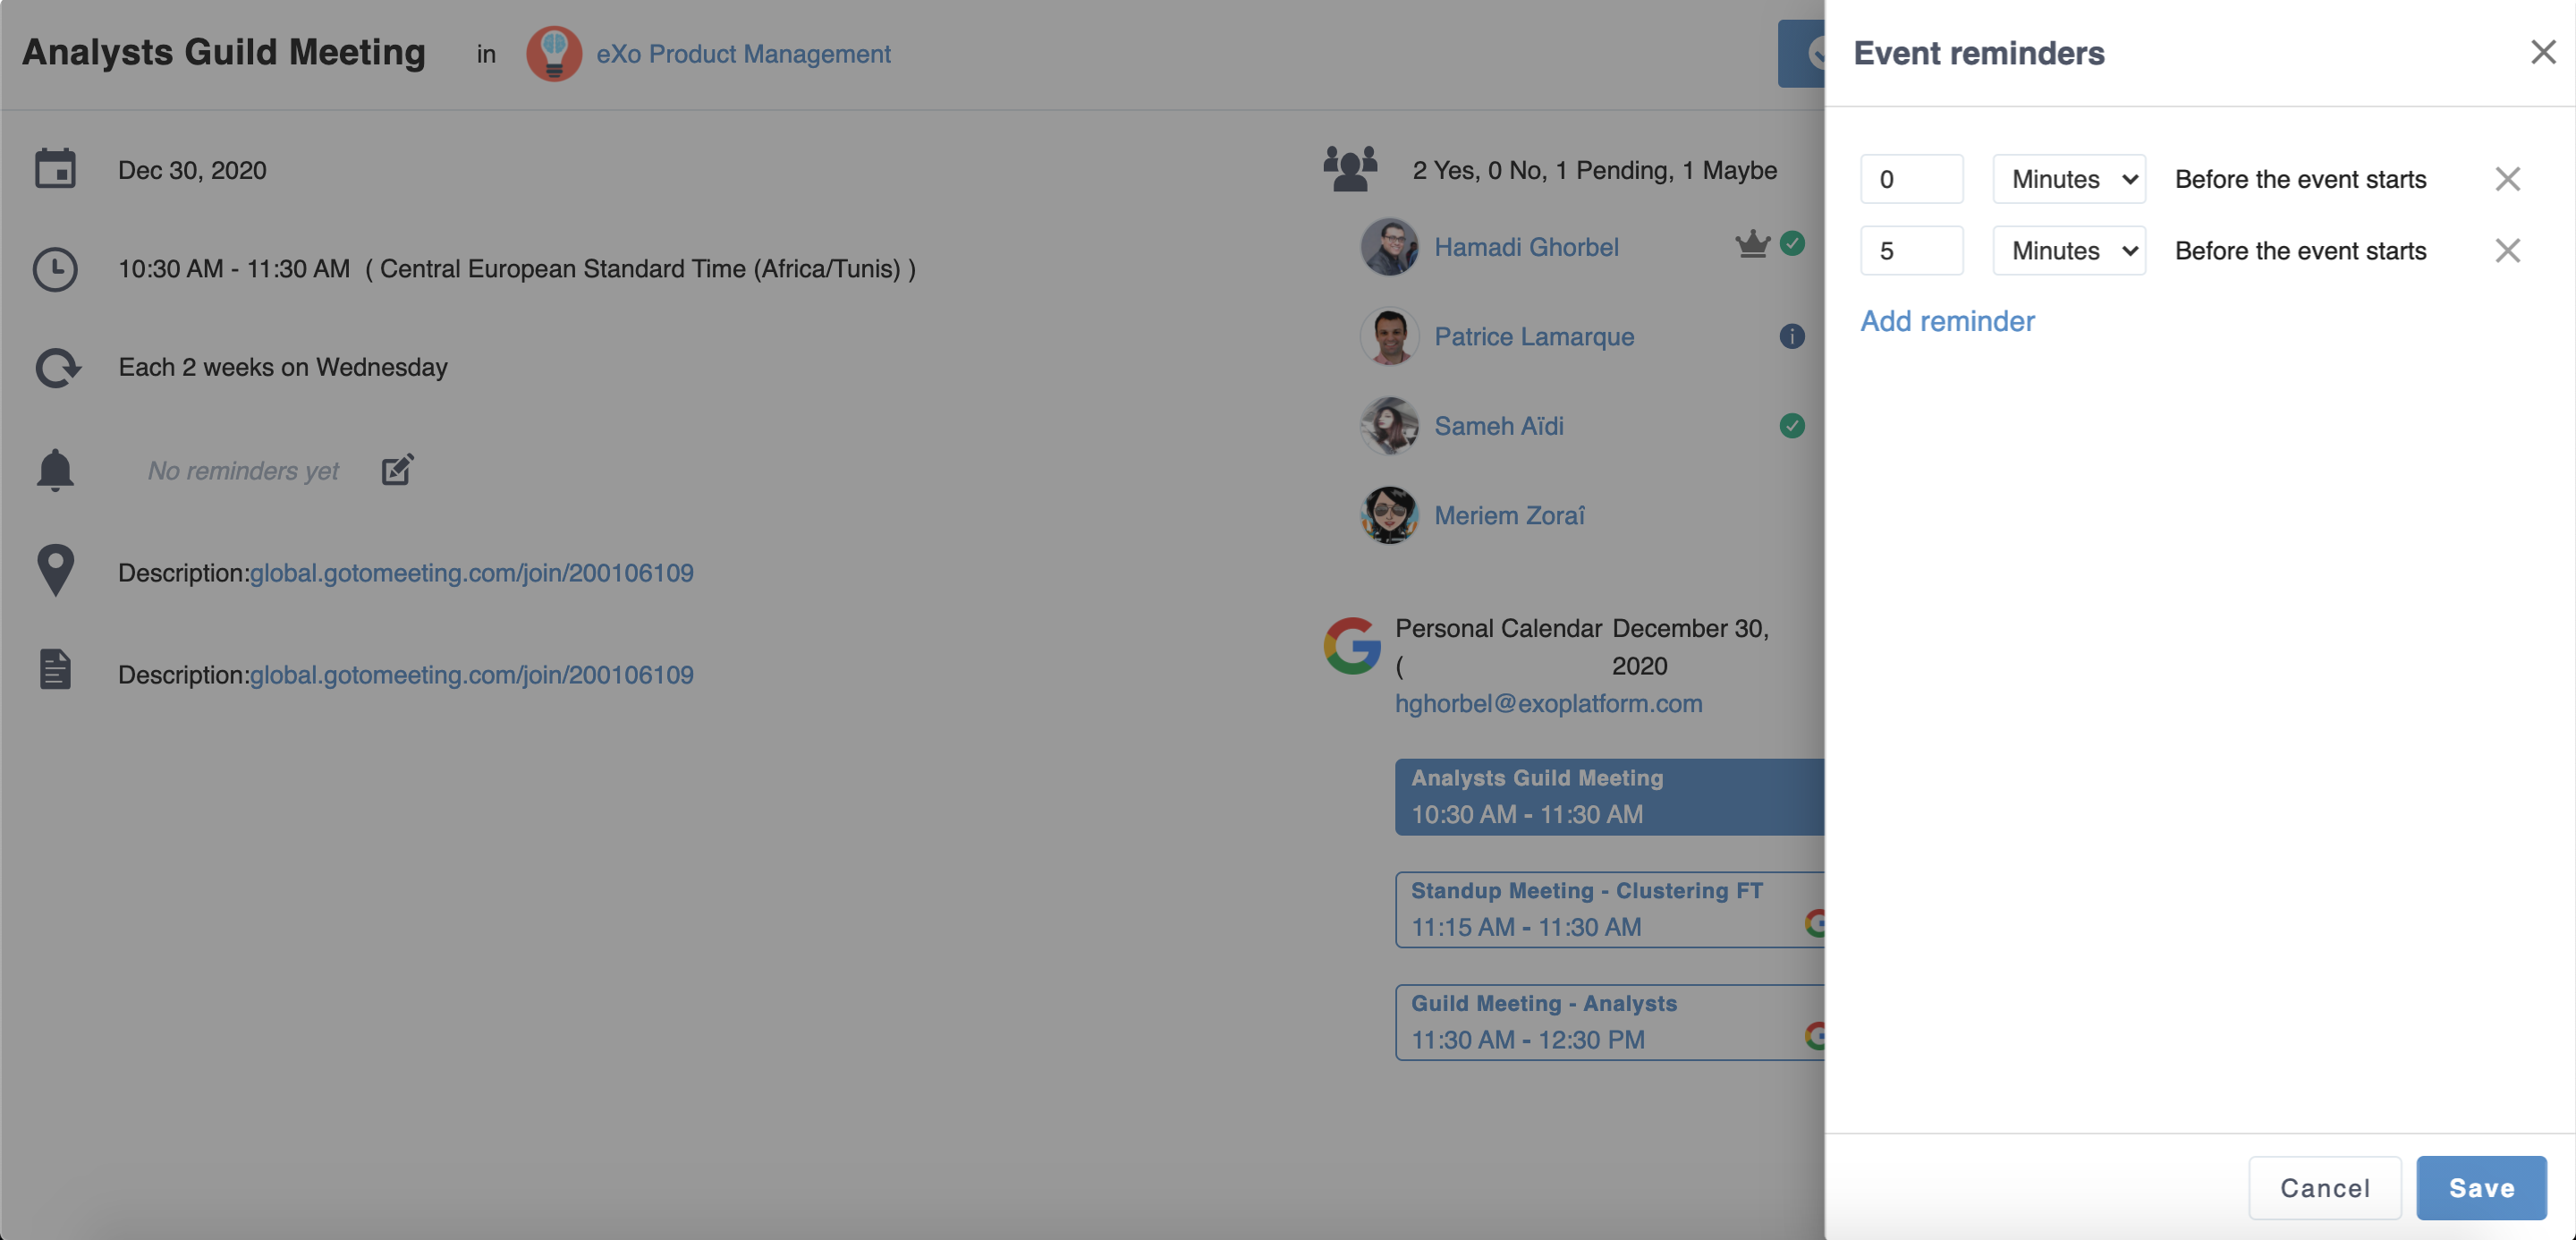 Analysts Guild Meeting in eXo Product Management
Dec 30, 2020
10:30 AM - 11:30 AM ( Central European Standard Time (Africa/Tunis) )
Each 2 weeks on Wednesday
No reminders yet
Description:global.gotomeeting.com/join/200106109
Description:global.gotomeeting.com/join/200106109
2 Yes, 0 No, 1 Pending, 1 Maybe
Hamadi Ghorbel
Patrice Lamarque
Sameh Aïdi
Meriem Zoraî
Personal Calendar December 30,
( 2020
hghorbel@exoplatform.com
Analysts Guild Meeting
10:30 AM - 11:30 AM
Standup Meeting - Clustering FT
11:15 AM - 11:30 AM
Guild Meeting - Analysts
11:30 AM - 12:30 PM
Event reminders
0 Minutes Before the event starts
5 Minutes Before the event starts
Add reminder
Cancel Save